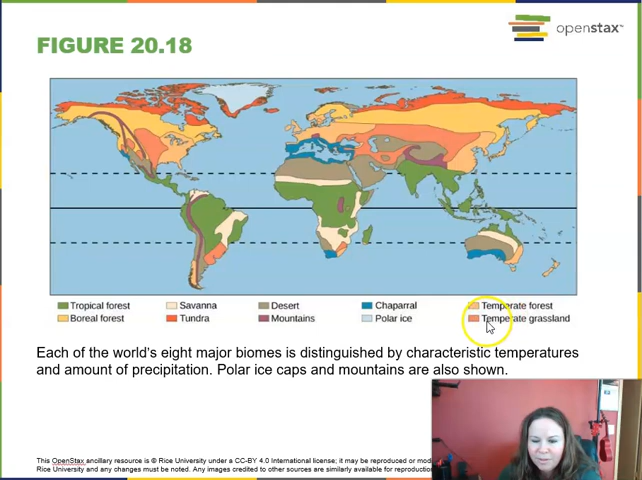 openstax™
FIGURE 20.18
Tropical forest Savanna Desert Chaparral Temperate forest
Boreal forest Tundra Mountains Polar ice Temperate grassland
Each of the world's eight major biomes is distinguished by characteristic temperatures
and amount of precipitation. Polar ice caps and mountains are also shown.
This OpenStax ancillary resource is © Rice University under a CC-BY 4.0 International license; it may be reproduced or mod
Rice University and any changes must be noted. Any images credited to other sources are similarly available for reproduction